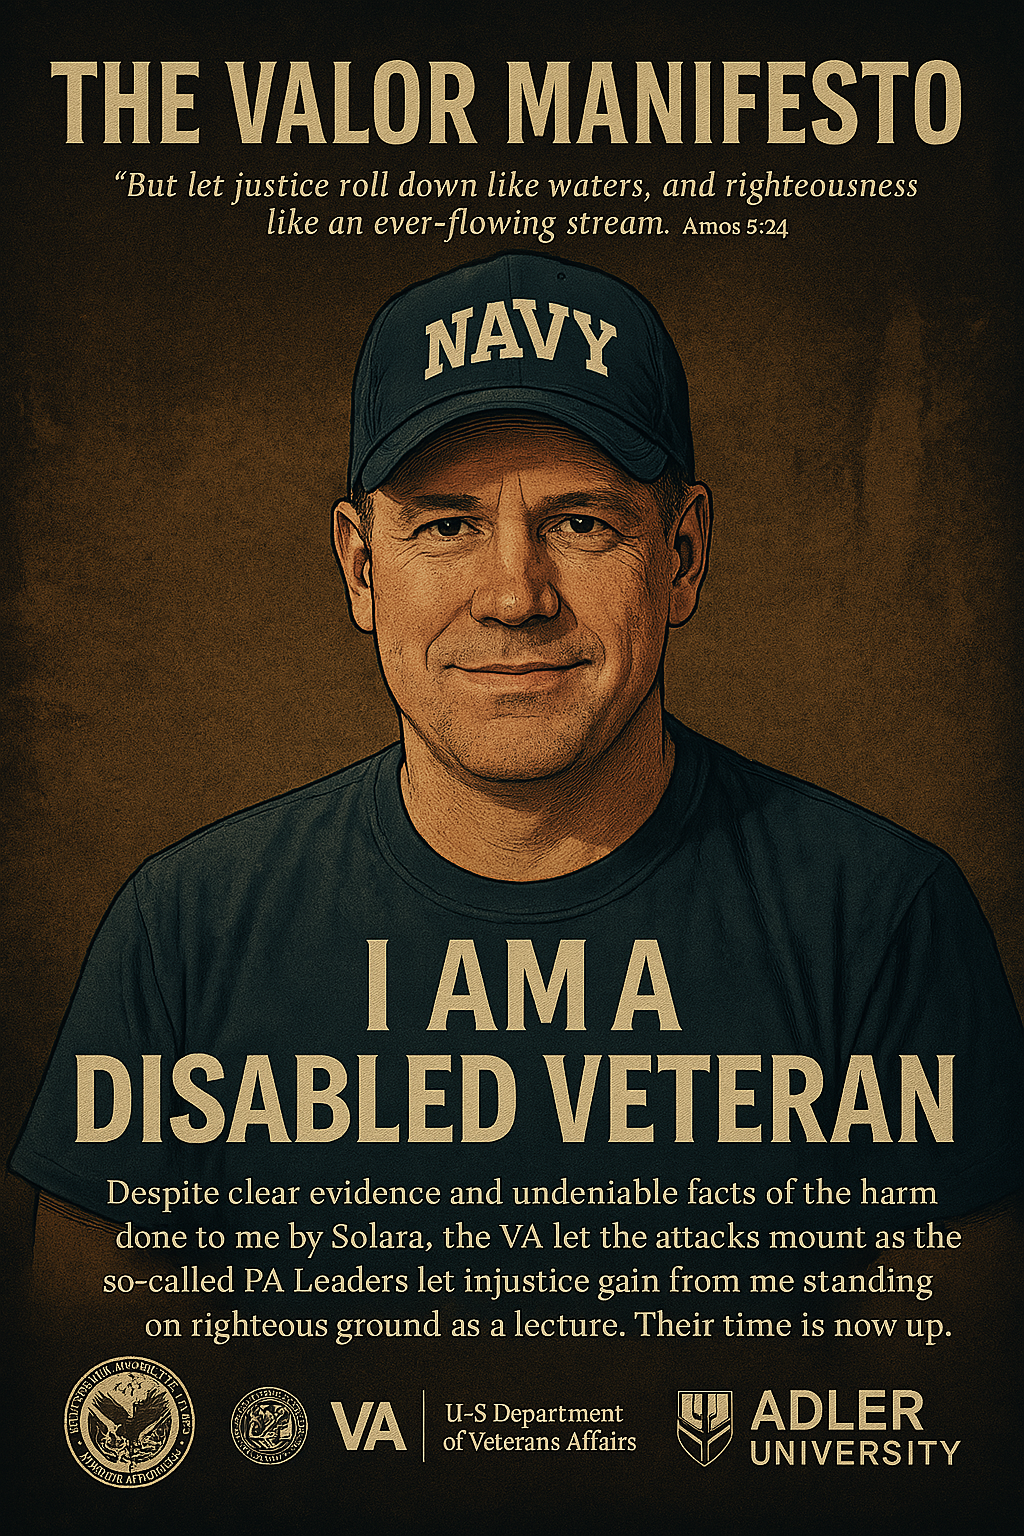 THE VALOR MANIFESTO
“But let justice roll down like waters, and righteousness
like an ever-flowing stream. Amos 5:24
NAVY
I AM A
DISABLED VETERAN
Despite clear evidence and undeniable facts of the harm
done to me by Solara, the VA let the attacks mount as the
so-called PA Leaders let injustice gain from me standing
on righteous ground as a lecture. Their time is now up.
VA
U-S Department
of Veterans Affairs
ADLER
UNIVERSITY